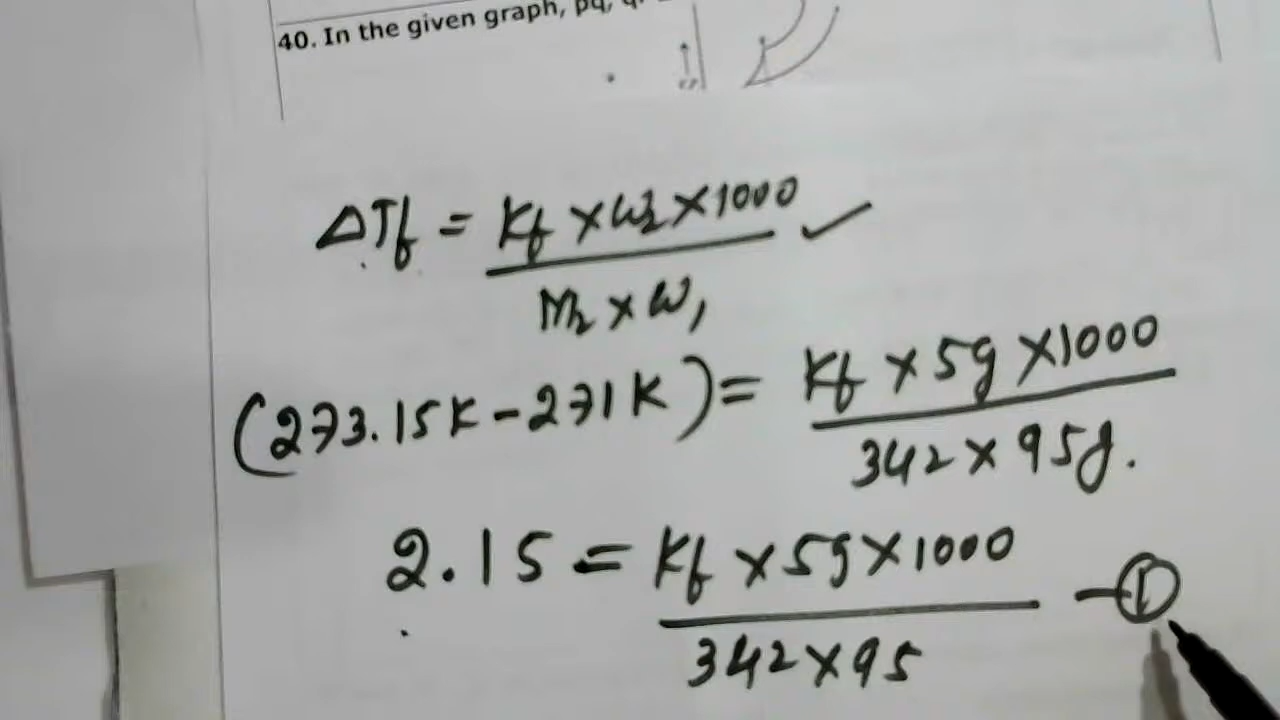 40. In the given graph, pq,
ΔTf = Kf × w2 × 1000
M2 × w1
(273.15K - 271K) = Kf × 5g × 1000
342 × 95g.
2.15 = Kf × 5g × 1000 - ①
342 × 95